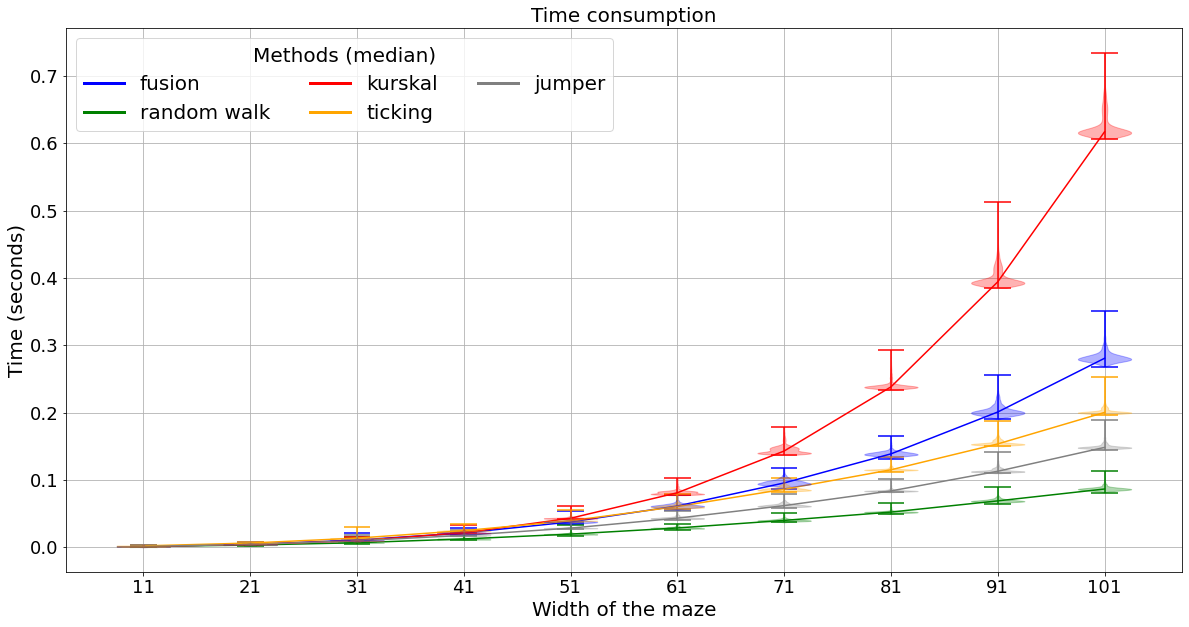 Time consumption
Methods (median)
fusion kurskal jumper
random walk ticking
Time (seconds)
0.7
0.6
0.5
0.4
0.3
0.2
0.1
0.0
11 21 31 41 51 61 71 81 91 101
Width of the maze